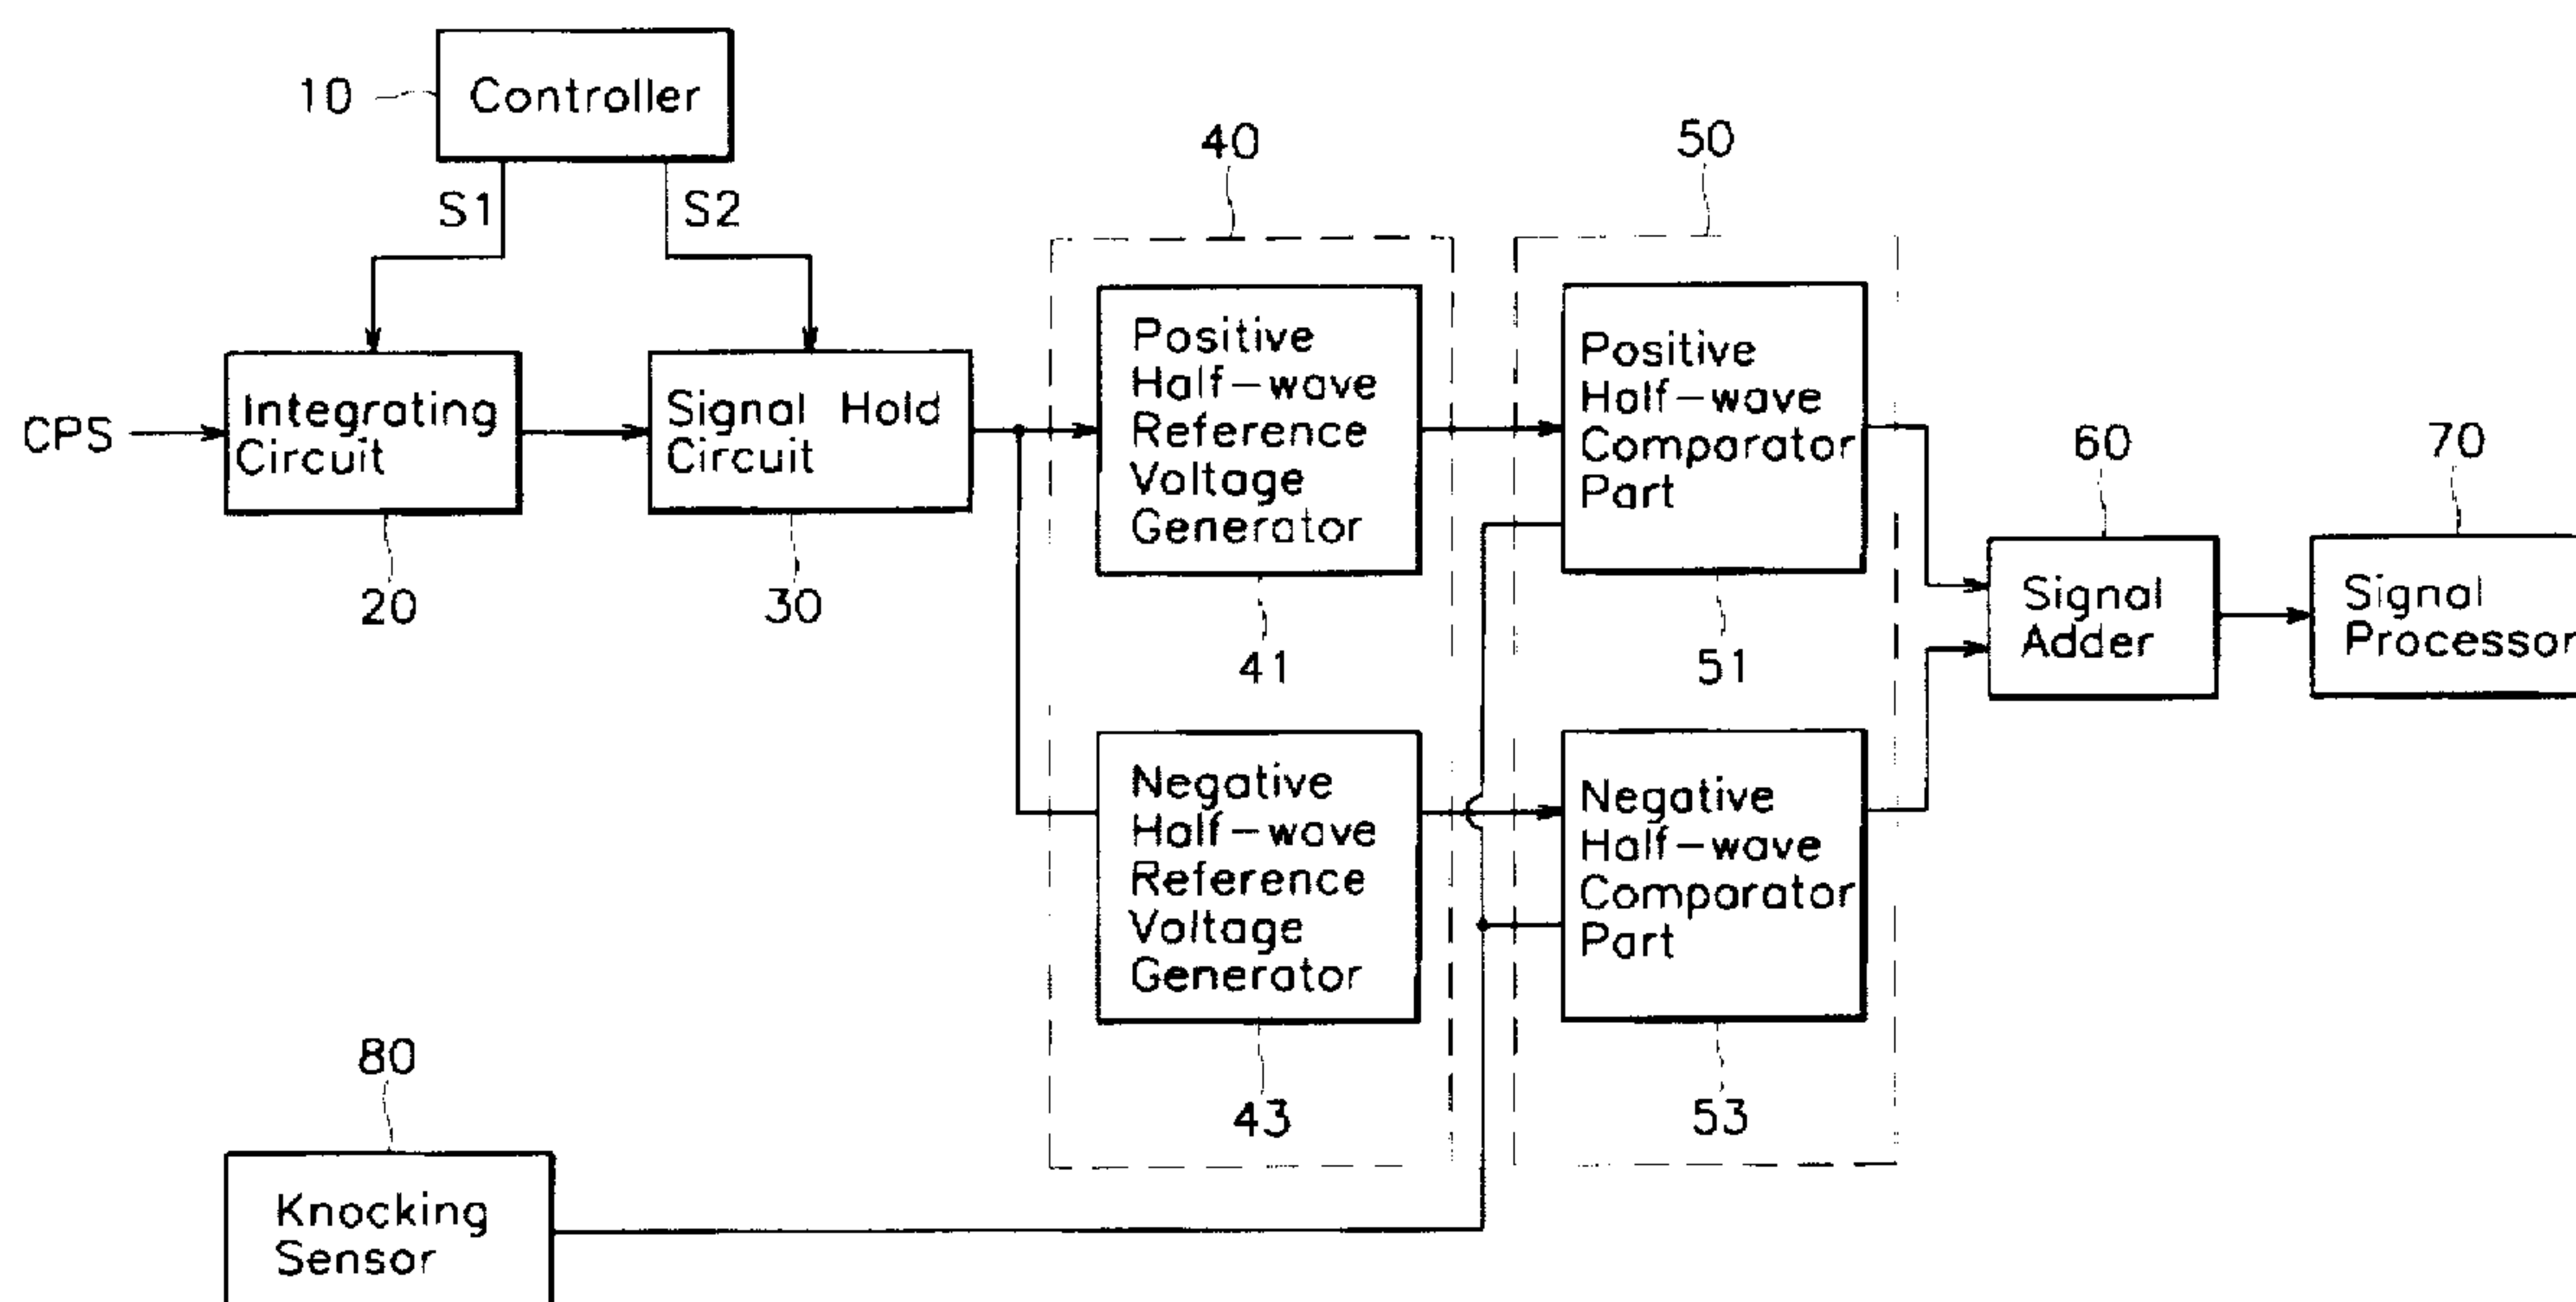 10
Controller
S1
S2
CPS
Integrating
Circuit
20
Signal Hold
Circuit
30
40
Positive
Half-wave
Reference
Voltage
Generator
41
Negative
Half-wave
Reference
Voltage
Generator
43
50
Positive
Half-wave
Comparator
Part
51
Negative
Half-wave
Comparator
Part
53
60
Signal
Adder
70
Signal
Processor
80
Knocking
Sensor